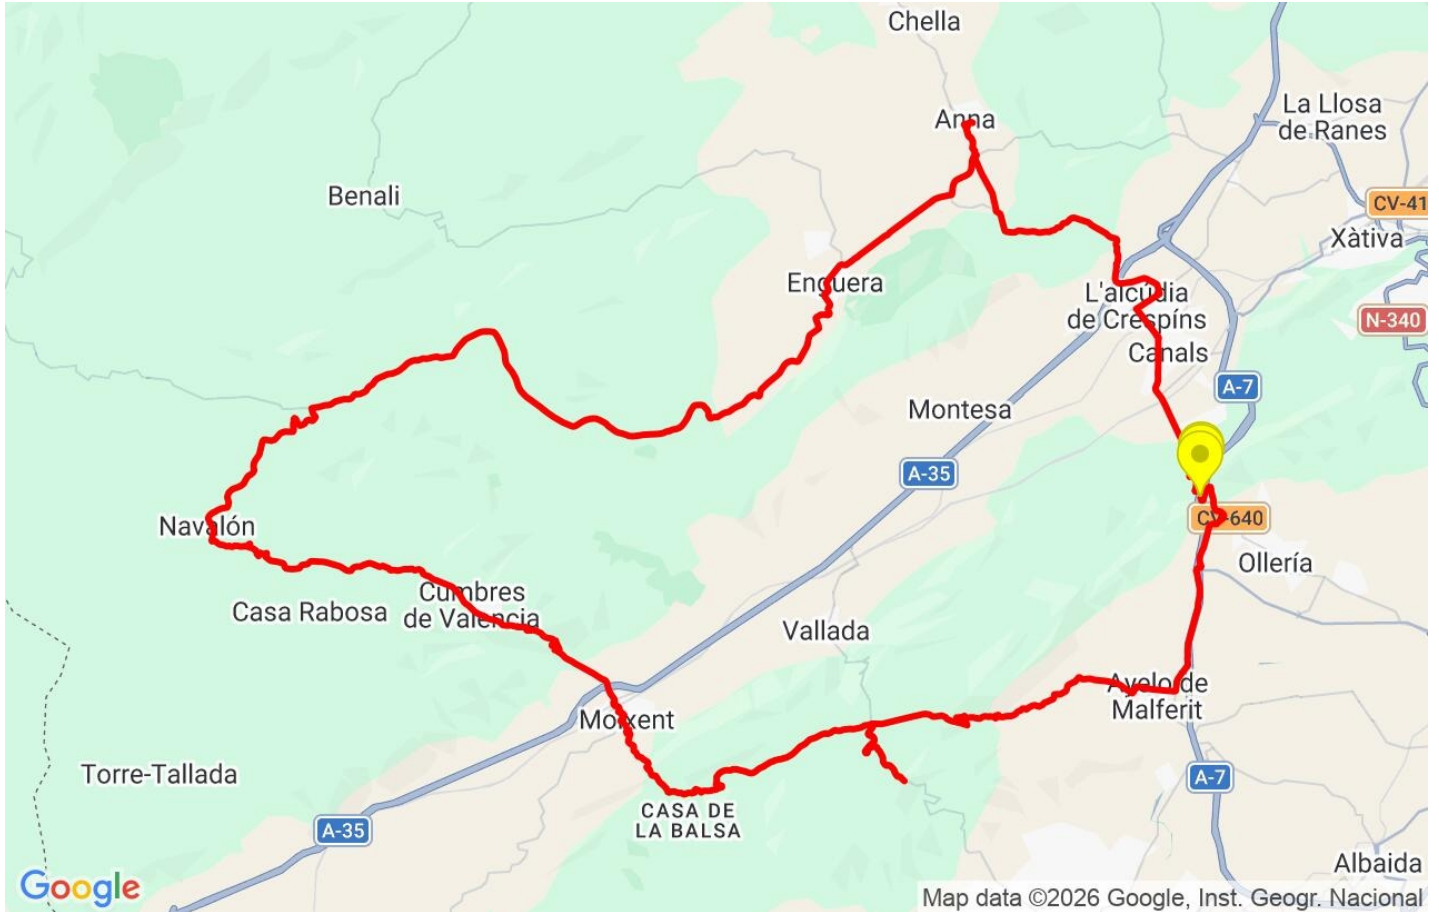 Chella
La Llosa
de Ranes
Anna
Benali
CV-41
Xàtiva
Enguera
L'alcúdia
de Crespíns
N-340
Canals
A-7
Montesa
A-35
Navalón
CV-640
Ollería
Cumbres
de Valencia
Casa Rabosa
Vallada
Ayelo de
Malferit
Moixent
Torre-Tallada
A-7
CASA DE
LA BALSA
A-35
Albaida
Google
Map data ©2026 Google, Inst. Geogr. Nacional